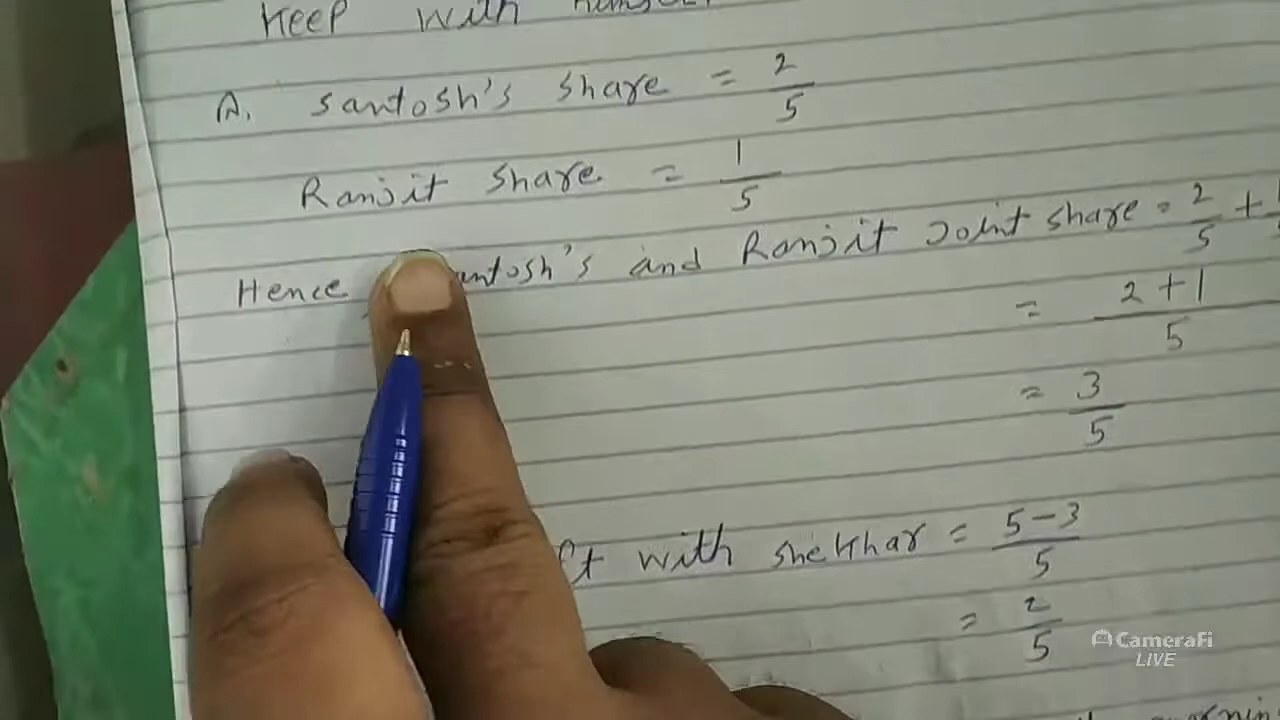 Keep with
A. Santosh's share = 2/5
Ranjit share = 1/5
Hence Santosh's and Ranjit Joint share = 2/5 +
= 2+1/5
= 3/5
with shekhar = 5-3/5
= 2/5
CameraFi
LIVE